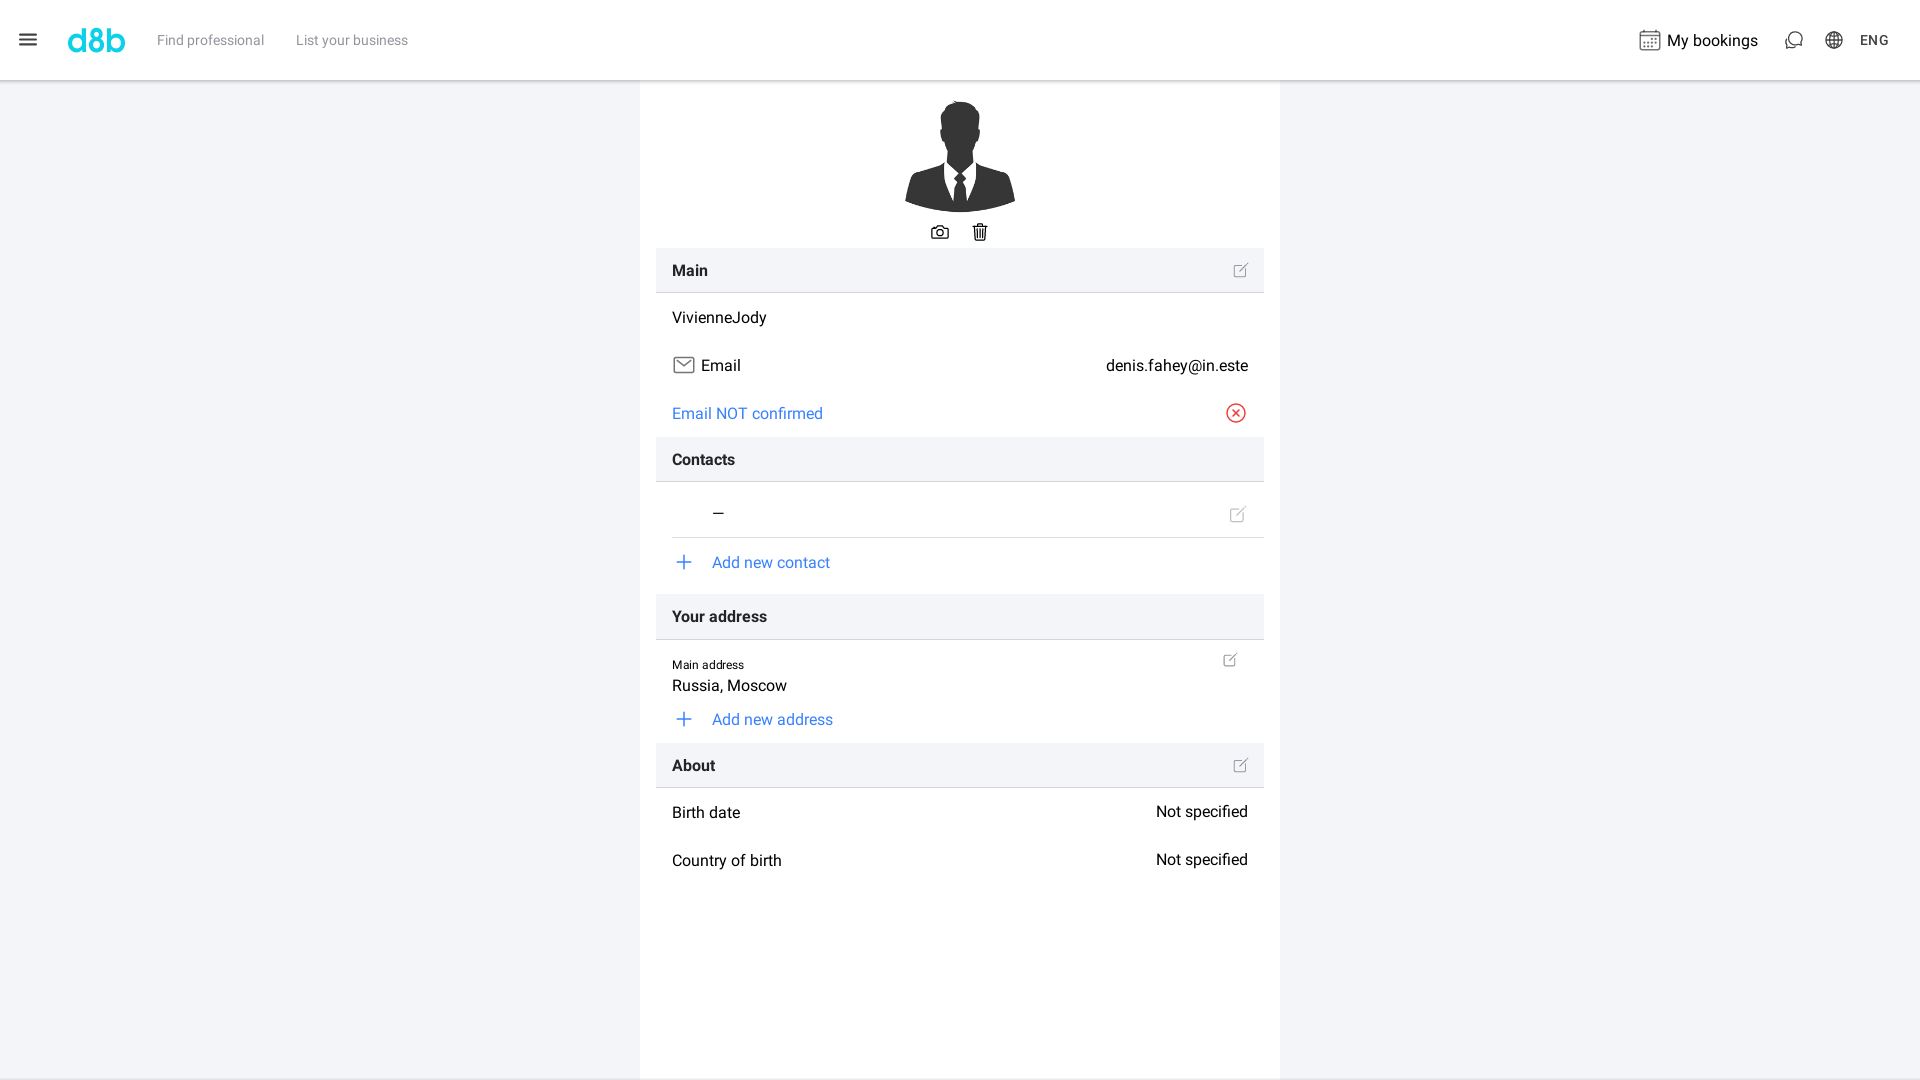 d8b
Find professional
List your business
My bookings
ENG
Main
VivienneJody
Email
denis.fahey@in.este
Email NOT confirmed
Contacts
—
Add new contact
Your address
Main address
Russia, Moscow
Add new address
About
Birth date
Not specified
Country of birth
Not specified